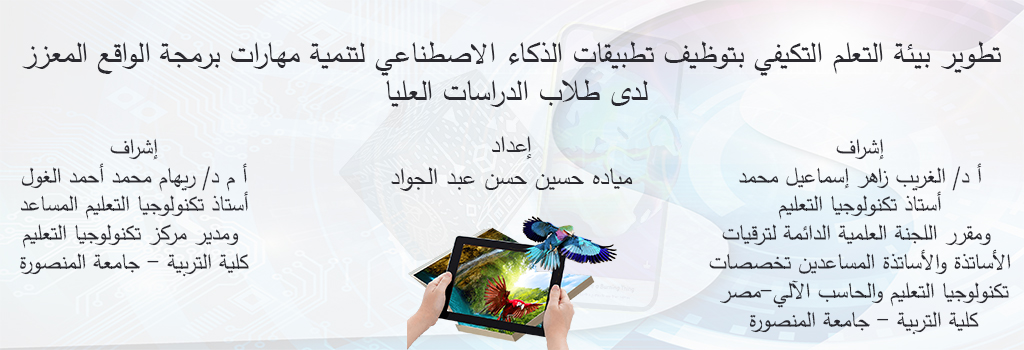 تطوير بيئة التعلم التكيفي بتوظيف تطبيقات الذكاء الاصطناعي لتنمية مهارات برمجة الواقع المعزز
لدى طلاب الدراسات العليا
إشراف
أ د/ الغريب زاهر إسماعيل محمد
أستاذ تكنولوجيا التعليم
ومقرر اللجنة العلمية الدائمة لترقيات
الأساتذة والأساتذة المساعدين تخصصات
تكنولوجيا التعليم والحاسب الآلي-مصر
كلية التربية - جامعة المنصورة
إعداد
مياده حسين حسن عبد الجواد
إشراف
أ م د/ ريهام محمد أحمد الغول
أستاذ تكنولوجيا التعليم المساعد
ومدير مركز تكنولوجيا التعليم
كلية التربية - جامعة المنصورة